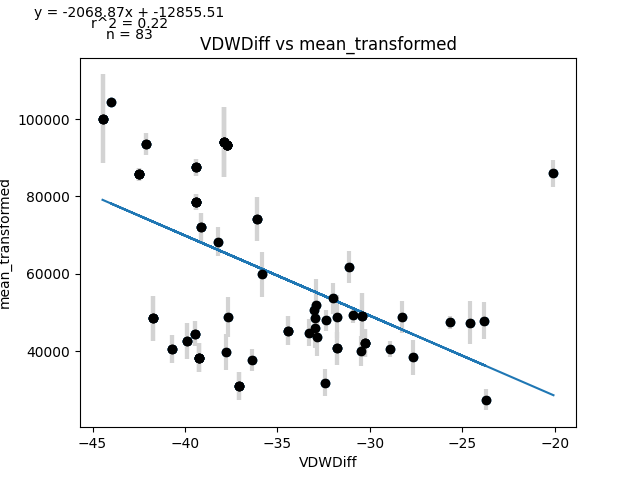 y = -2068.87x + -12855.51
r^2 = 0.22
n = 83
VDWDiff vs mean_transformed
100000
80000
60000
40000
mean_transformed
−45
−40
−35
−30
−25
−20
VDWDiff